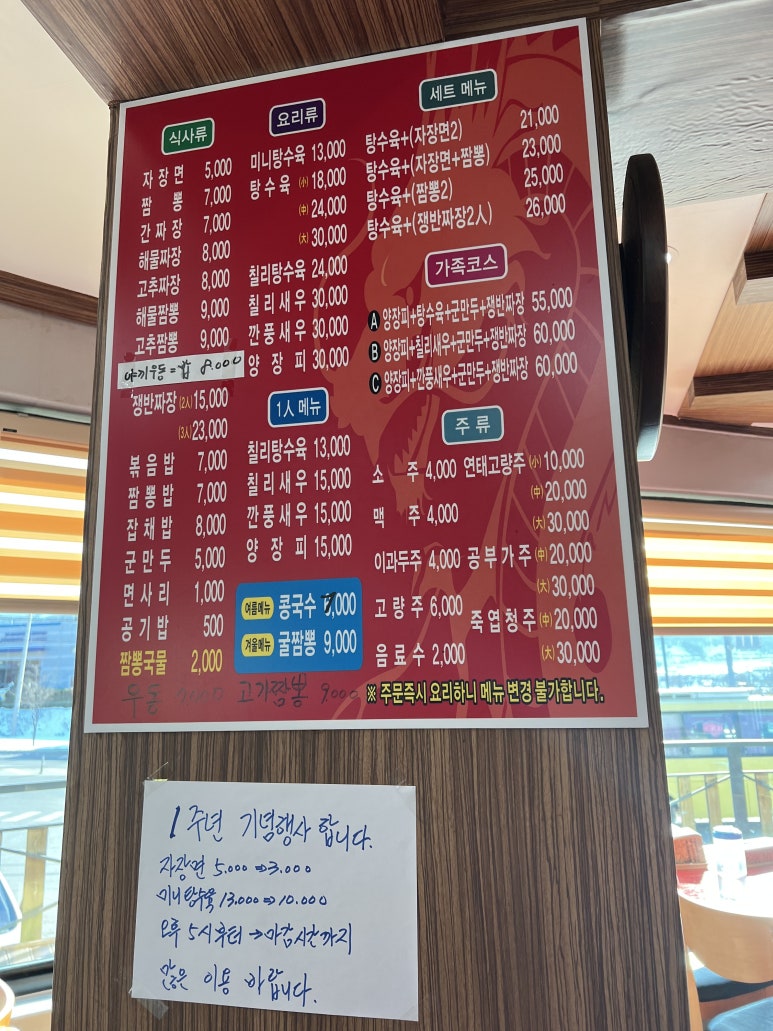 식사류
자장면 5,000
짬뽕 7,000
간짜장 7,000
해물짜장 8,000
고추짜장 8,000
해물짬뽕 9,000
고추짬뽕 9,000
야끼우동=밥 8.000
쟁반짜장 (2人) 15,000
(3人) 23,000
볶음밥 7,000
짬뽕밥 7,000
잡채밥 8,000
군만두 5,000
면사리 1,000
공기밥 500
짬뽕국물 2,000
우동
요리류
미니탕수육 13,000
탕수육 (小) 18,000
(中) 24,000
(大) 30,000
칠리탕수육 24,000
칠리새우 30,000
깐풍새우 30,000
양장피 30,000
1人 메뉴
칠리탕수육 13,000
칠리새우 15,000
깐풍새우 15,000
양장피 15,000
여름메뉴 콩국수
겨울메뉴 굴짬뽕 9,000
고기짬뽕 9.000
세트 메뉴
탕수육+(자장면2) 21,000
탕수육+(자장면+짬뽕) 23,000
탕수육+(짬뽕2) 25,000
탕수육+(쟁반짜장2人) 26,000
가족코스
A 양장피+탕수육+군만두+쟁반짜장 55,000
B 양장피+칠리새우+군만두+쟁반짜장 60,000
C 양장피+깐풍새우+군만두+쟁반짜장 60,000
주류
소주 4,000 연태고량주 (小) 10,000
(中) 20,000
맥주 4,000 (大) 30,000
이과두주 4,000 공부가주 (中) 20,000
(大) 30,000
고량주 6,000 죽엽청주 (中) 20,000
음료수 2,000 (大) 30,000
※ 주문즉시 요리하니 메뉴 변경 불가합니다.
1주년 기념행사 합니다.
자장면 5.000⇒3.000
미니탕수육 13.000⇒10.000
오후 5시부터 →마감시간까지
많은 이용 바랍니다.